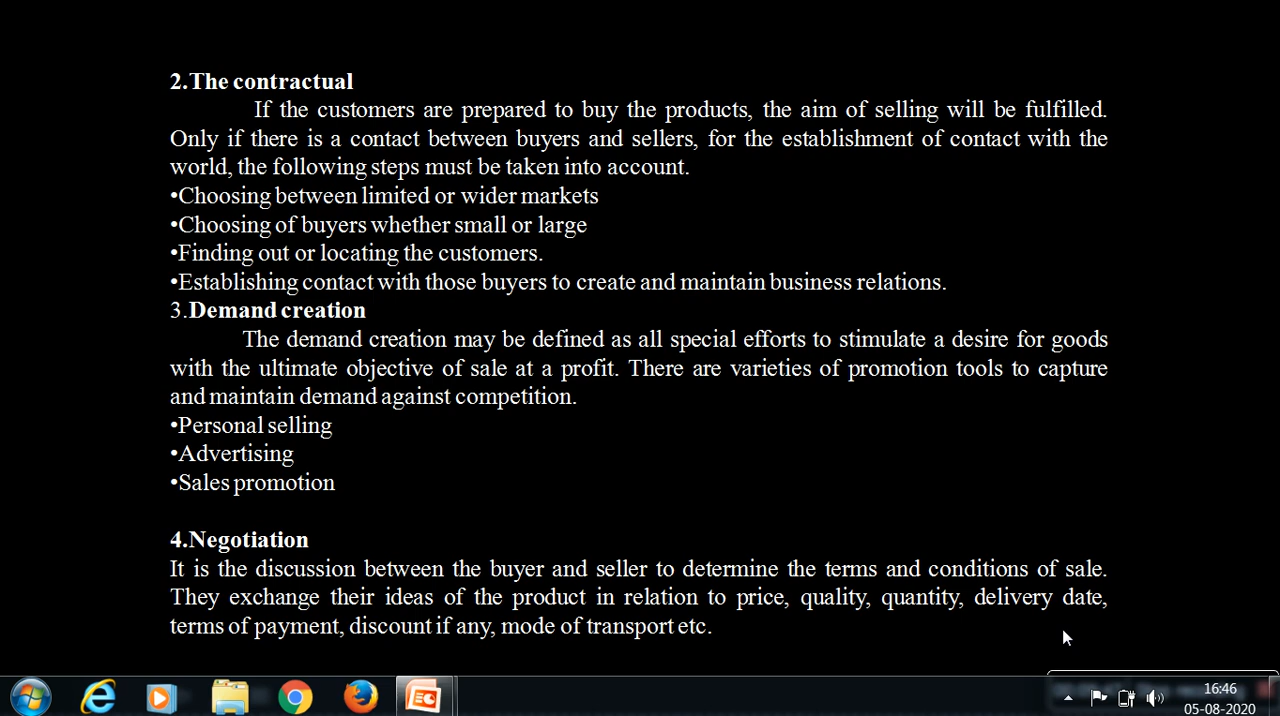 2.The contractual
If the customers are prepared to buy the products, the aim of selling will be fulfilled.
Only if there is a contact between buyers and sellers, for the establishment of contact with the
world, the following steps must be taken into account.
•Choosing between limited or wider markets
•Choosing of buyers whether small or large
•Finding out or locating the customers.
•Establishing contact with those buyers to create and maintain business relations.
3.Demand creation
The demand creation may be defined as all special efforts to stimulate a desire for goods
with the ultimate objective of sale at a profit. There are varieties of promotion tools to capture
and maintain demand against competition.
•Personal selling
•Advertising
•Sales promotion
4.Negotiation
It is the discussion between the buyer and seller to determine the terms and conditions of sale.
They exchange their ideas of the product in relation to price, quality, quantity, delivery date,
terms of payment, discount if any, mode of transport etc.
16:46
05-08-2020